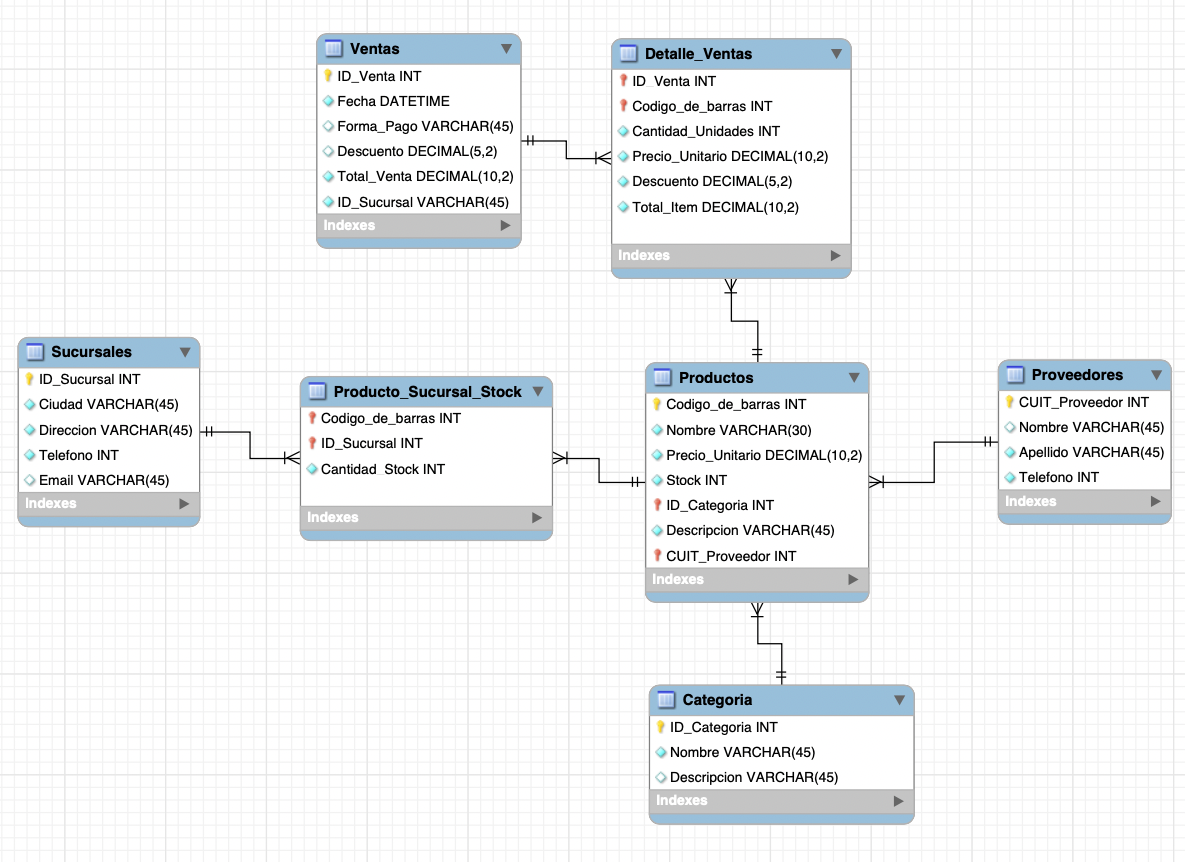 Ventas
ID_Venta INT
Fecha DATETIME
Forma_Pago VARCHAR(45)
Descuento DECIMAL(5,2)
Total_Venta DECIMAL(10,2)
ID_Sucursal VARCHAR(45)
Indexes
Detalle_Ventas
ID_Venta INT
Codigo_de_barras INT
Cantidad_Unidades INT
Precio_Unitario DECIMAL(10,2)
Descuento DECIMAL(5,2)
Total_Item DECIMAL(10,2)
Indexes
Sucursales
ID_Sucursal INT
Ciudad VARCHAR(45)
Direccion VARCHAR(45)
Telefono INT
Email VARCHAR(45)
Indexes
Producto_Sucursal_Stock
Codigo_de_barras INT
ID_Sucursal INT
Cantidad_Stock INT
Indexes
Productos
Codigo_de_barras INT
Nombre VARCHAR(30)
Precio_Unitario DECIMAL(10,2)
Stock INT
ID_Categoria INT
Descripcion VARCHAR(45)
CUIT_Proveedor INT
Indexes
Proveedores
CUIT_Proveedor INT
Nombre VARCHAR(45)
Apellido VARCHAR(45)
Telefono INT
Indexes
Categoria
ID_Categoria INT
Nombre VARCHAR(45)
Descripcion VARCHAR(45)
Indexes